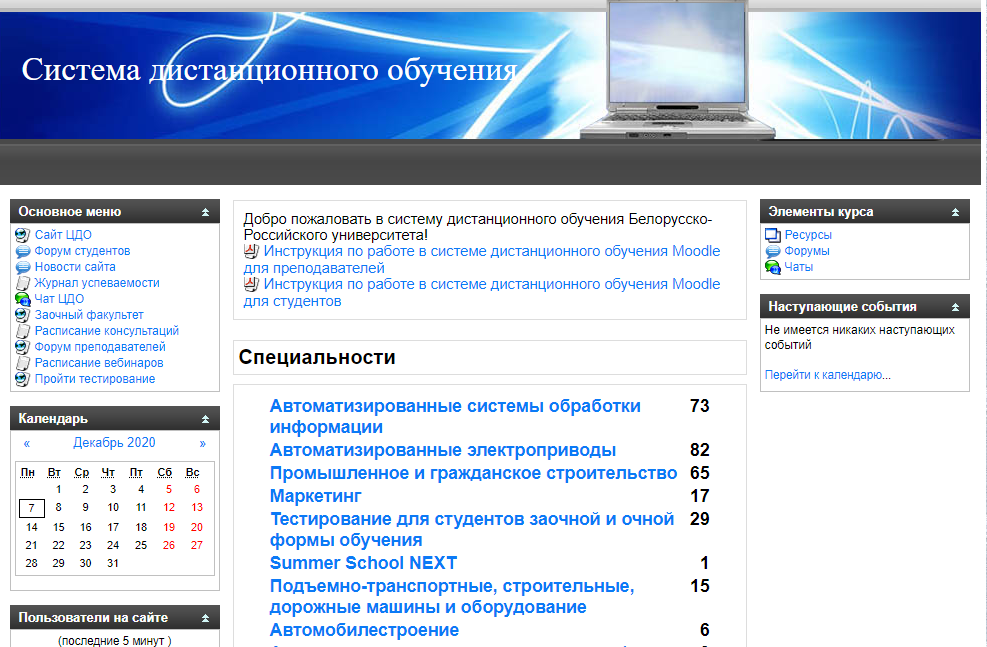 Система дистанционного обучения
Основное меню
Сайт ЦДО
Форум студентов
Новости сайта
Журнал успеваемости
Чат ЦДО
Заочный факультет
Расписание консультаций
Форум преподавателей
Расписание вебинаров
Пройти тестирование
Календарь
« Декабрь 2020 »
Пн Вт Ср Чт Пт Сб Вс
1 2 3 4 5 6
7 8 9 10 11 12 13
14 15 16 17 18 19 20
21 22 23 24 25 26 27
28 29 30 31
Пользователи на сайте
(последние 5 минут )
Добро пожаловать в систему дистанционного обучения Белорусско-
Российского университета!
Инструкция по работе в системе дистанционного обучения Moodle
для преподавателей
Инструкция по работе в системе дистанционного обучения Moodle
для студентов
Специальности
Автоматизированные системы обработки 73
информации
Автоматизированные электроприводы 82
Промышленное и гражданское строительство 65
Маркетинг 17
Тестирование для студентов заочной и очной 29
формы обучения
Summer School NEXT 1
Подъемно-транспортные, строительные, 15
дорожные машины и оборудование
Автомобилестроение 6
Элементы курса
Ресурсы
Форумы
Чаты
Наступающие события
Не имеется никаких наступающих
событий
Перейти к календарю...